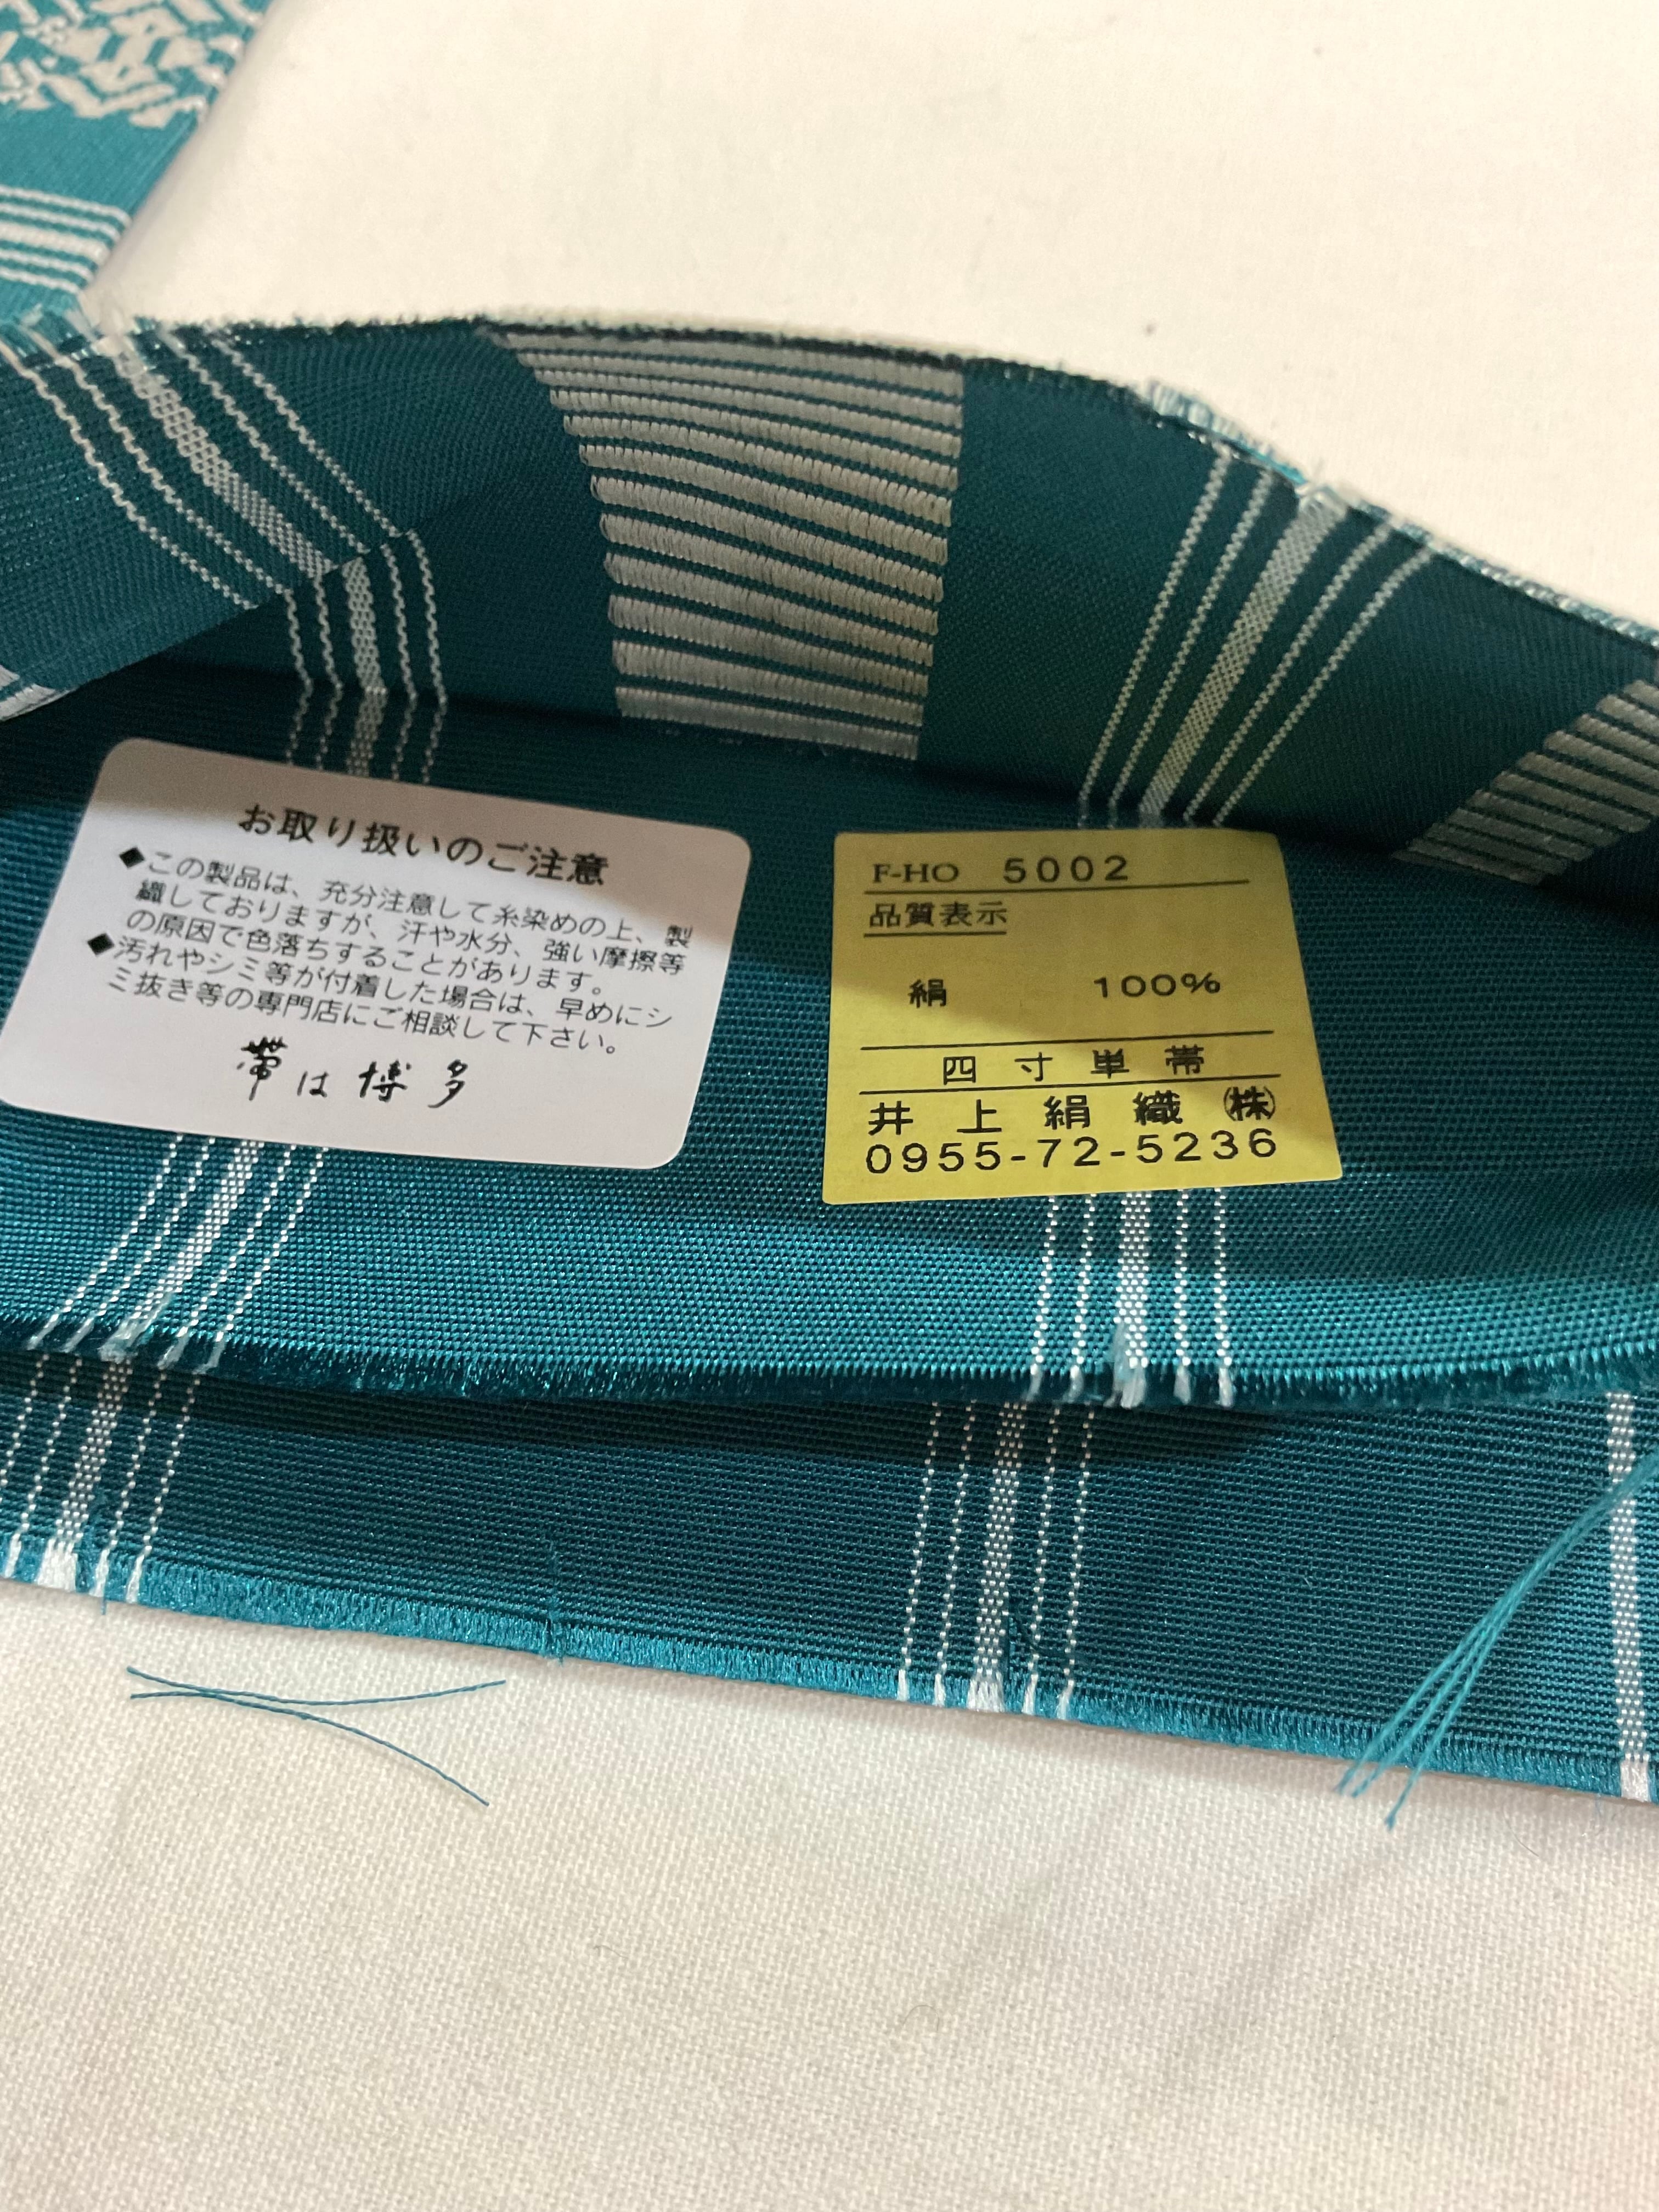 お取り扱いのご注意
◆この製品は、充分注意して糸染めの上、製
織しておりますが、汗や水分、強い摩擦等
の原因で色落ちすることがあります。
◆汚れやシミ等が付着した場合は、早めにシ
ミ抜き等の専門店にご相談して下さい。
帯は博多
F-HO 5002
品質表示
絹 100%
四寸単帯
井上絹織㈱
0955-72-5236